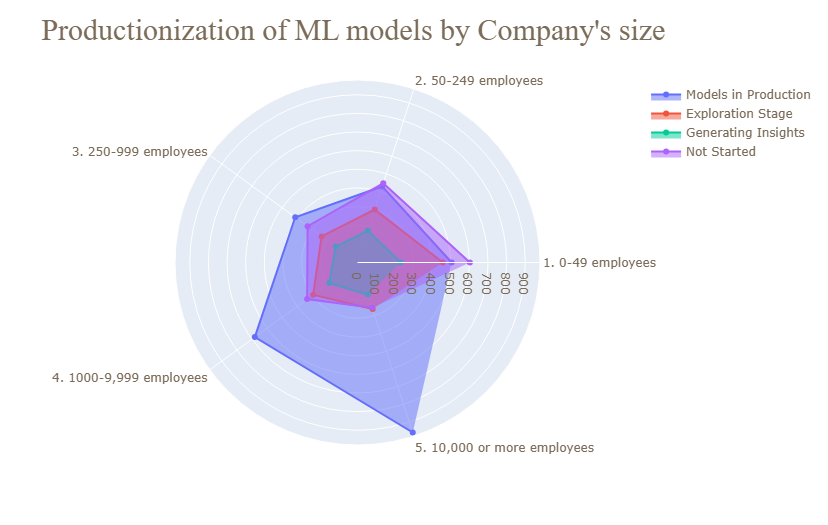 Productionization of ML models by Company's size
2. 50-249 employees
Models in Production
Exploration Stage
Generating Insights
Not Started
3. 250-999 employees
1. 0-49 employees
0 100 200 300 400 500 600 700 800 900
4. 1000-9,999 employees
5. 10,000 or more employees